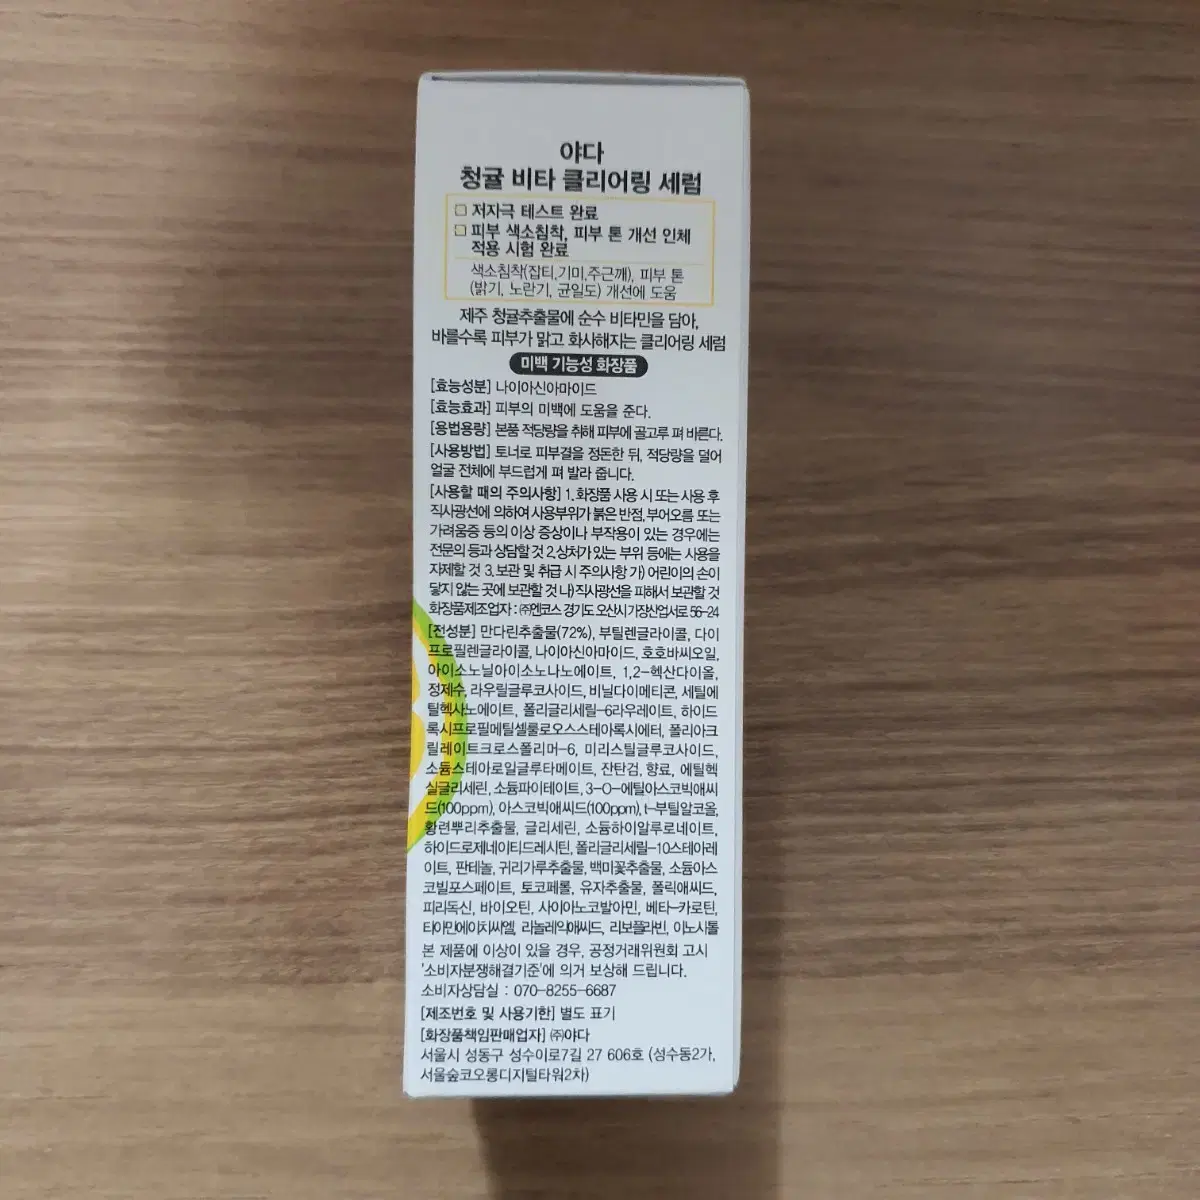 야다
청귤 비타 클리어링 세럼
저자극 테스트 완료
피부 색소침착, 피부 톤 개선 인체
적용 시험 완료
색소침착(잡티,기미,주근깨), 피부 톤
(밝기, 노란기, 균일도) 개선에 도움
제주 청귤추출물에 순수 비타민을 담아,
바를수록 피부가 맑고 화사해지는 클리어링 세럼
미백 기능성 화장품
[효능성분] 나이아신아마이드
[효능효과] 피부의 미백에 도움을 준다.
[용법용량] 본품 적당량을 취해 피부에 골고루 펴 바른다.
[사용방법] 토너로 피부결을 정돈한 뒤, 적당량을 덜어
얼굴 전체에 부드럽게 펴 발라 줍니다.
[사용할 때의 주의사항] 1. 화장품 사용 시 또는 사용 후
직사광선에 의하여 사용부위가 붉은 반점, 부어오름 또는
가려움증 등의 이상 증상이나 부작용이 있는 경우에는
전문의 등과 상담할 것 2.상처가 있는 부위 등에는 사용을
자제할 것 3. 보관 및 취급 시 주의사항 가) 어린이의 손이
닿지 않는 곳에 보관할 것 나)직사광선을 피해서 보관할 것
화장품제조업자 : ㈜엔코스 경기도 오산시 가장산업서로 56-24
[전성분] 만다린추출물(72%), 부틸렌글라이콜, 다이
프로필렌글라이콜, 나이아신아마이드, 호호바씨오일,
아이소노닐아이소노나노에이트, 1,2-헥산다이올,
정제수, 라우릴글루코사이드, 비닐다이메티콘, 세틸에
틸헥사노에이트, 폴리글리세릴-6라우레이트, 하이드
록시프로필메틸셀룰로오스스테아록시에터, 폴리아크
릴레이트크로스폴리머-6, 미리스틸글루코사이드,
소듐스테아로일글루타메이트, 잔탄검, 향료, 에틸헥
실글리세린, 소듐파이테이트, 3-O-에틸아스코빅애씨
드(100ppm), 아스코빅애씨드(100ppm), t-부틸알코올,
황련뿌리추출물, 글리세린, 소듐하이알루로네이트,
하이드로제네이티드레시틴, 폴리글리세릴-10스테아레
이트, 판테놀, 귀리가루추출물, 백미꽃추출물, 소듐아스
코빌포스페이트, 토코페롤, 유자추출물, 폴릭애씨드,
피리독신, 바이오틴, 사이아노코발아민, 베타-카로틴,
타이민에이치씨엘, 리놀레익애씨드, 리보플라빈, 이노시톨
본 제품에 이상이 있을 경우, 공정거래위원회 고시
'소비자분쟁해결기준'에 의거 보상해 드립니다.
소비자상담실 : 070-8255-6687
[제조번호 및 사용기한] 별도 표기
[화장품책임판매업자] ㈜야다
서울시 성동구 성수이로7길 27 606호 (성수동2가,
서울숲코오롱디지털타워2차)